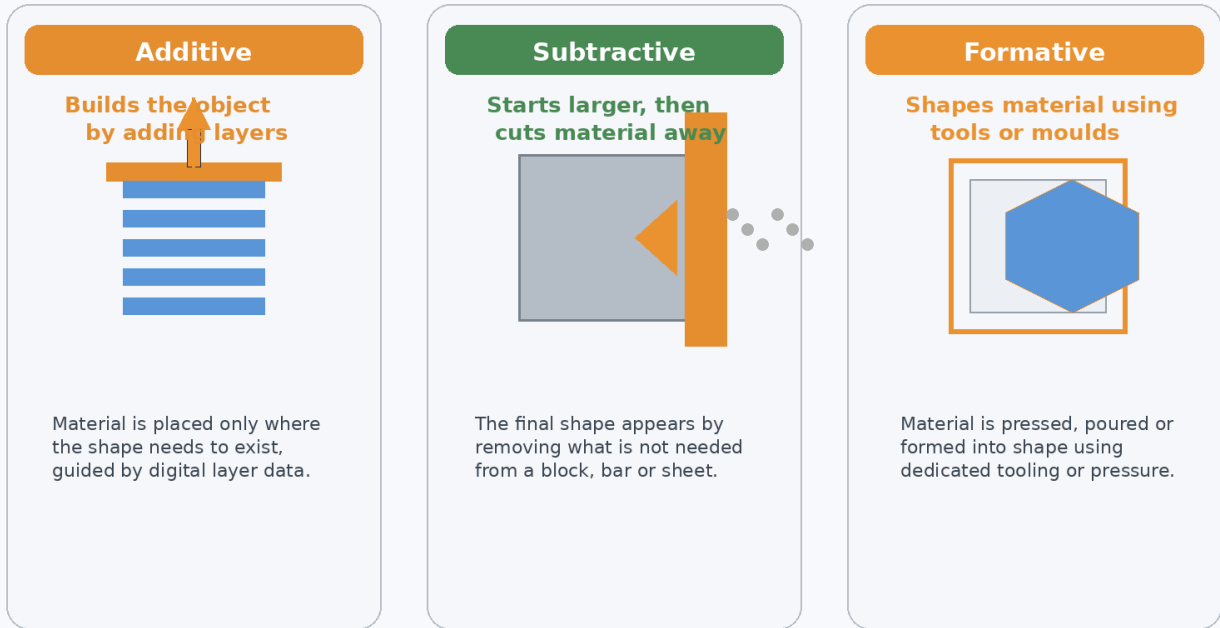 Additive
Builds the object
by adding layers
Material is placed only where
the shape needs to exist,
guided by digital layer data.
Subtractive
Starts larger, then
cuts material away
The final shape appears by
removing what is not needed
from a block, bar or sheet.
Formative
Shapes material using
tools or moulds
Material is pressed, poured or
formed into shape using
dedicated tooling or pressure.